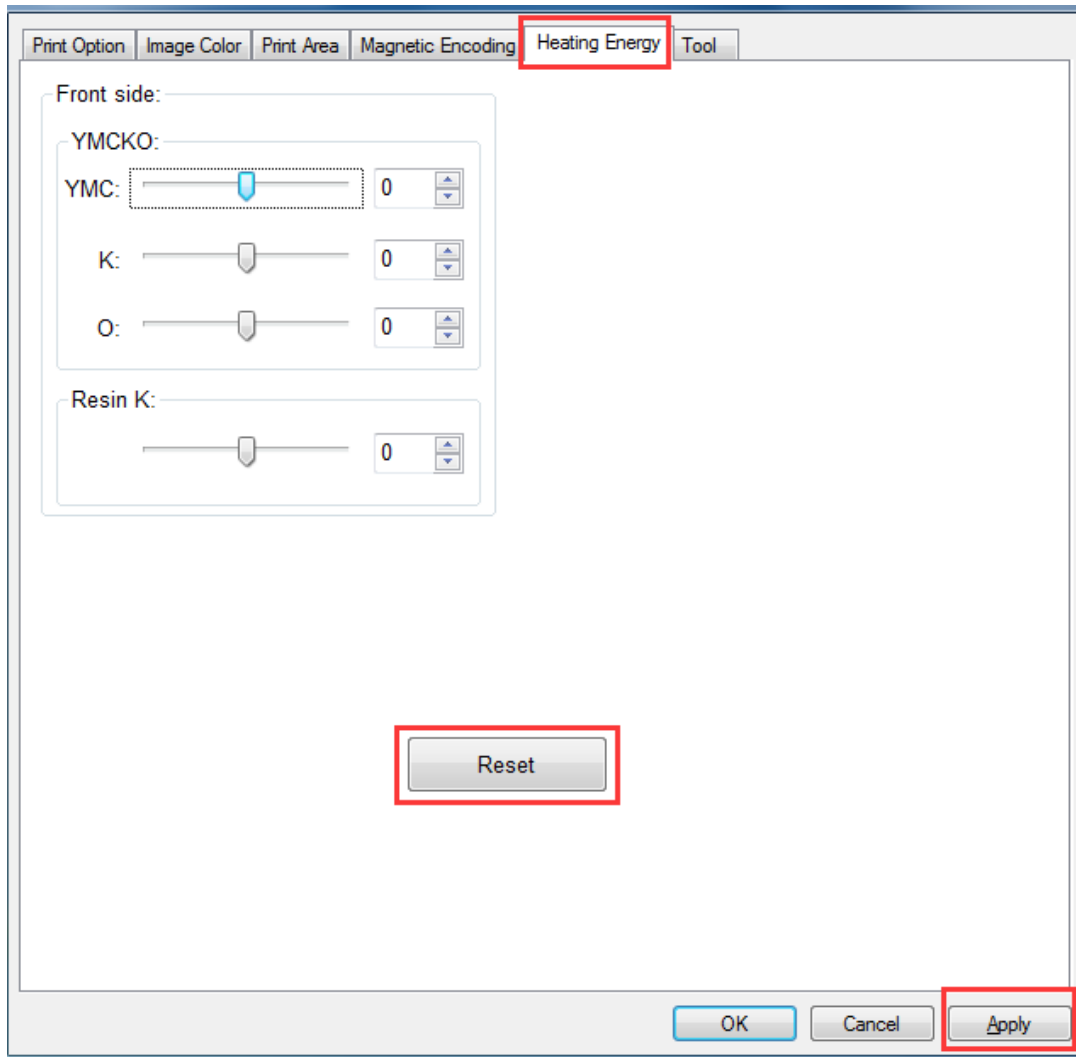 Print Option Image Color Print Area Magnetic Encoding Heating Energy Tool
Front side:
YMCKO:
YMC: 0
K: 0
O: 0
Resin K:
0
Reset
OK Cancel Apply